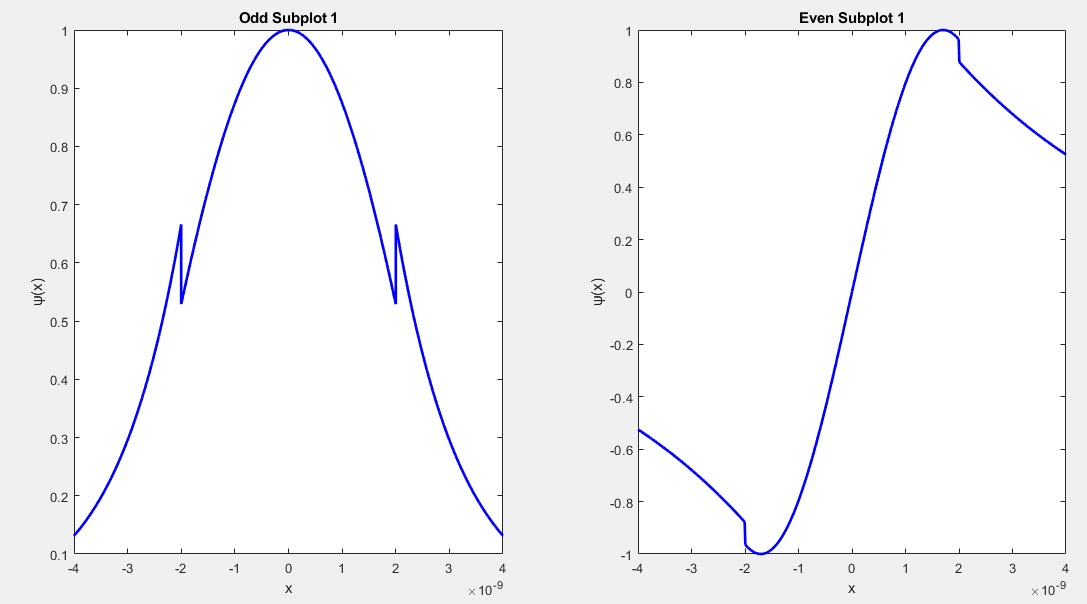 Odd Subplot 1
1
0.9
0.8
0.7
0.6
0.5
0.4
0.3
0.2
0.1
ψ(x)
-4 -3 -2 -1 0 1 2 3 4
x
×10-9
Even Subplot 1
1
0.8
0.6
0.4
0.2
0
-0.2
-0.4
-0.6
-0.8
-1
ψ(x)
-4 -3 -2 -1 0 1 2 3 4
x
×10-9